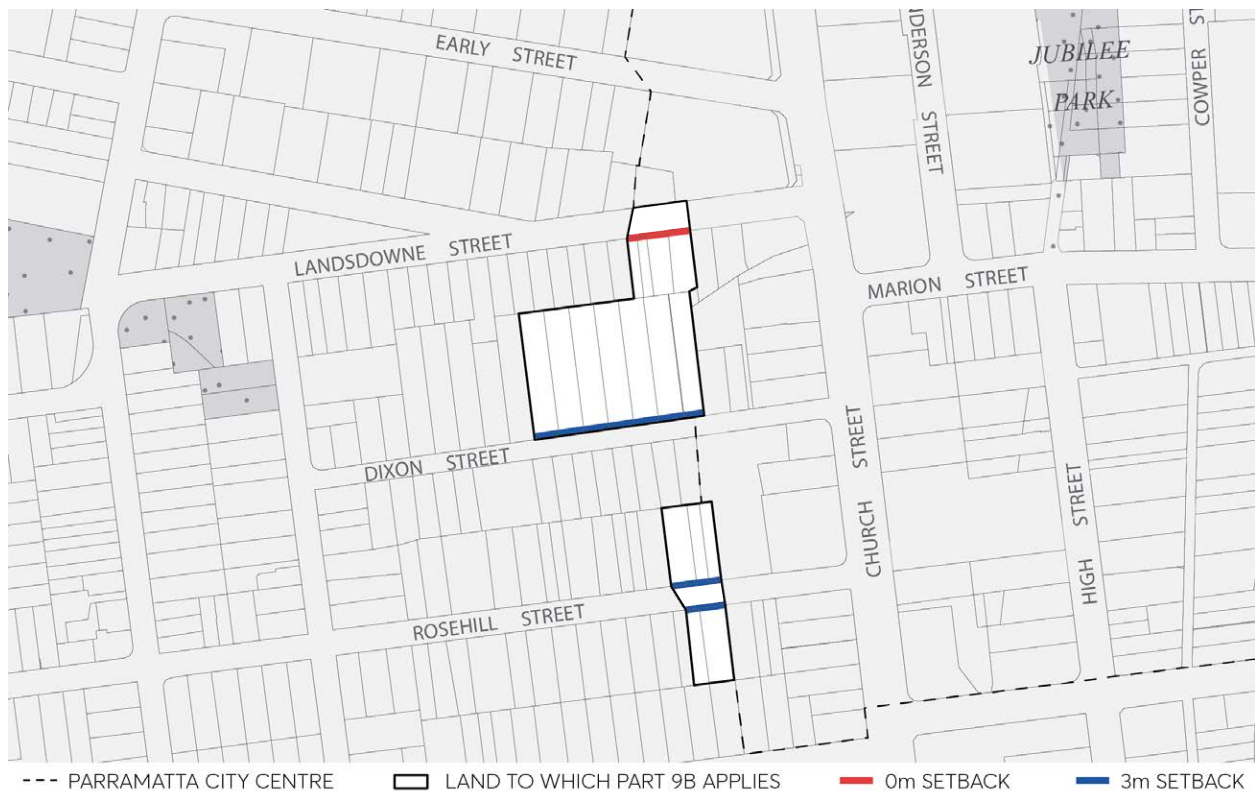 EARLY STREET
NDERSON STREET
JUBILEE
PARK
COWPER ST
LANDSDOWNE STREET
MARION STREET
DIXON STREET
CHURCH STREET
HIGH STREET
ROSEHILL STREET
PARRAMATTA CITY CENTRE
LAND TO WHICH PART 9B APPLIES
0m SETBACK
3m SETBACK